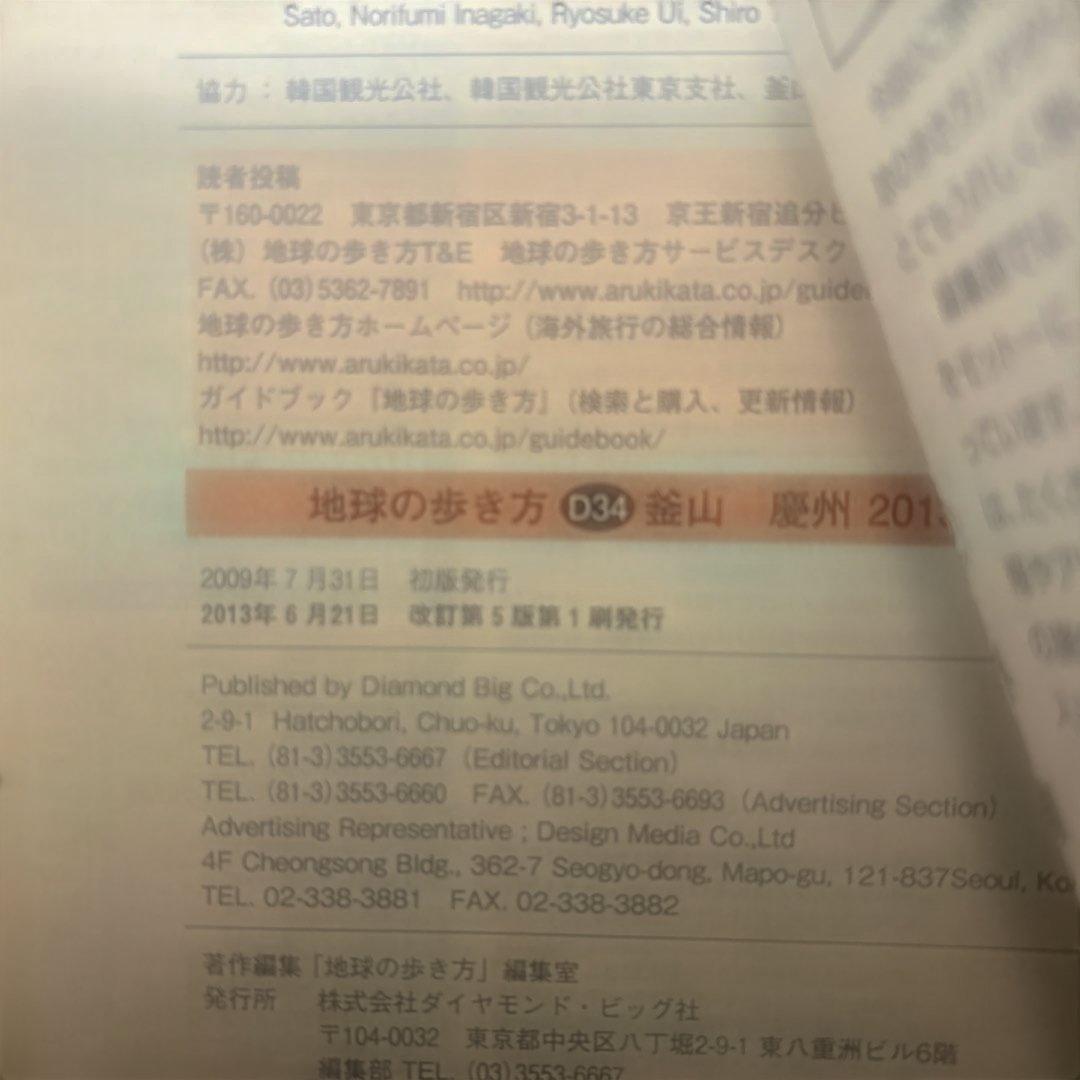 Sato, Norifumi Inagaki, Ryosuke Ui, Shiro
協力：韓国観光公社、韓国観光公社東京支社、釜
読者投稿
〒160-0022 東京都新宿区新宿3-1-13 京王新宿追分ビ
(株) 地球の歩き方T&E 地球の歩き方サービスデスク
FAX. (03)5362-7891 http://www.arukikata.co.jp/guide
地球の歩き方ホームページ (海外旅行の総合情報)
http://www.arukikata.co.jp/
ガイドブック『地球の歩き方』(検索と購入、更新情報)
http://www.arukikata.co.jp/guidebook/
地球の歩き方 D34 釜山 慶州 2013
2009年7月31日 初版発行
2013年6月21日 改訂第5版第1刷発行
Published by Diamond Big Co.,Ltd.
2-9-1 Hatchobori, Chuo-ku, Tokyo 104-0032 Japan
TEL. (81-3)3553-6667 (Editorial Section)
TEL. (81-3)3553-6660 FAX. (81-3)3553-6693 (Advertising Section)
Advertising Representative ; Design Media Co.,Ltd
4F Cheongsong Bldg., 362-7 Seogyo-dong, Mapo-gu, 121-837Seoul, Ko
TEL. 02-338-3881 FAX. 02-338-3882
著作編集「地球の歩き方」編集室
発行所 株式会社ダイヤモンド・ビッグ社
〒104-0032 東京都中央区八丁堀2-9-1 東八重洲ビル6階
編集部 TEL. (03)3553-6667